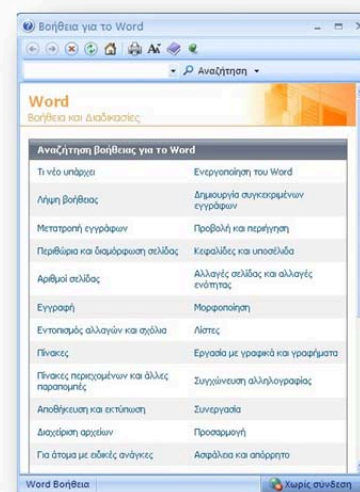 Βοήθεια για το Word
Αναζήτηση
Word
Βοήθεια και Διαδικασίες
Αναζήτηση βοήθειας για το Word
Τι νέο υπάρχει
Ενεργοποίηση του Word
Λήψη βοήθειας
Δημιουργία συγκεκριμένων
εγγράφων
Μετατροπή εγγράφων
Προβολή και περιήγηση
Περιθώρια και διαμόρφωση σελίδας
Κεφαλίδες και υποσέλιδα
Αριθμοί σελίδας
Αλλαγές σελίδας και αλλαγές
ενότητας
Εγγραφή
Μορφοποίηση
Εντοπισμός αλλαγών και σχόλια
Λίστες
Πίνακες
Εργασία με γραφικά και γραφήματα
Πίνακες περιεχομένων και άλλες
παραπομπές
Συγχώνευση αλληλογραφίας
Αποθήκευση και εκτύπωση
Συνεργασία
Διαχείριση αρχείων
Προσαρμογή
Για άτομα με ειδικές ανάγκες
Ασφάλεια και απόρρητο
Word Βοήθεια
Χωρίς σύνδεση